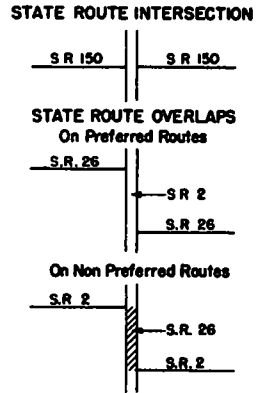 STATE ROUTE INTERSECTION
S R 150 S R 150
STATE ROUTE OVERLAPS
On Preferred Routes
S.R. 26
S R 2
S.R. 26
On Non Preferred Routes
S.R 2
S.R. 26
S.R. 2